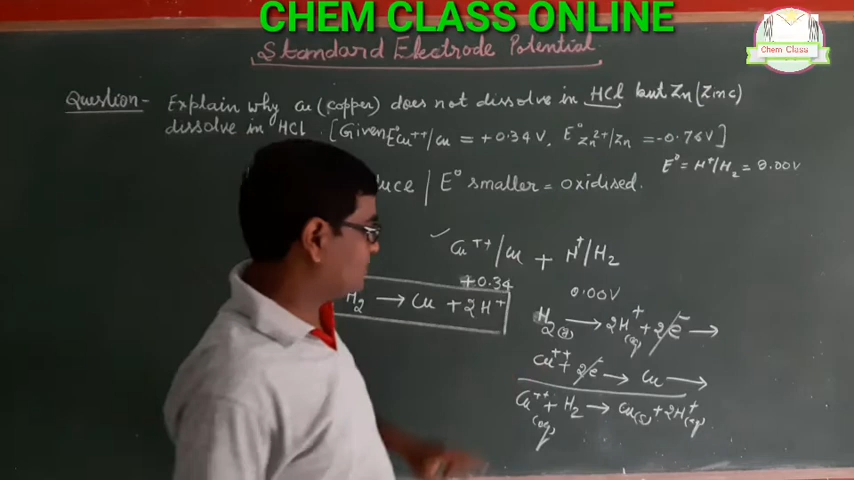 CHEM CLASS ONLINE
Chem Class
Standard Electrode Potential
Question- Explain why cu (copper) does not dissolve in HCl but Zn (Zinc)
dissolve in HCl [Given E°Cu++/cu = +0.34 V, E°Zn2+/Zn = -0.76V]
E° = H+/H2 = 0.00V
uce | E° smaller = oxidised.
✓ Cu++/cu + H+/H2
+0.34 0.00V
H2 → Cu + 2H+
H2(g) → 2H+(aq) + 2e- →
Cu++ + 2e- → Cu →
Cu++(aq) + H2 → Cu(s) + 2H+(aq)